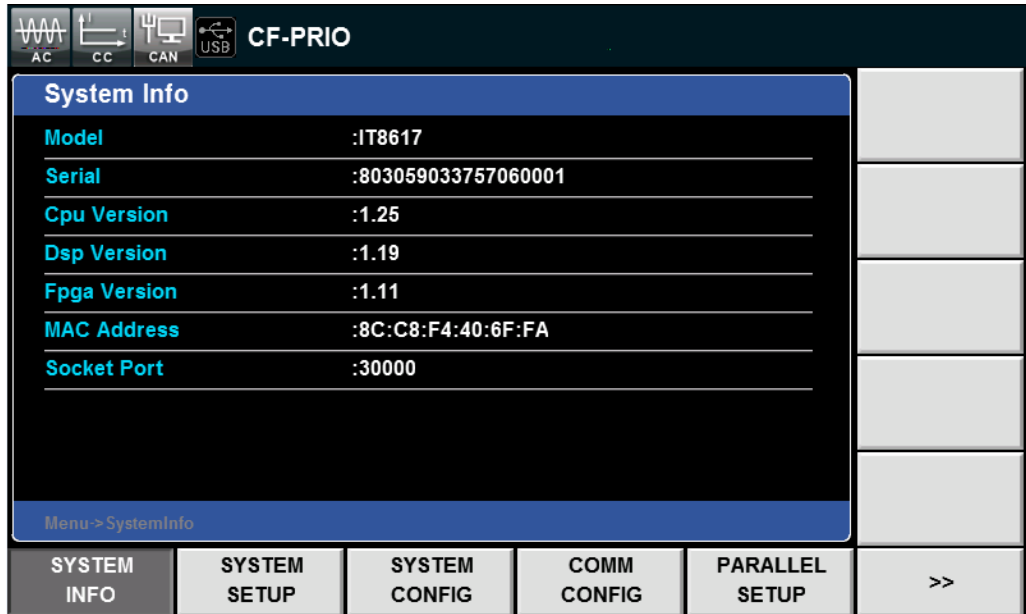 AC
CC
t
CAN
USB
CF-PRIO
System Info
Model :IT8617
Serial :803059033757060001
Cpu Version :1.25
Dsp Version :1.19
Fpga Version :1.11
MAC Address :8C:C8:F4:40:6F:FA
Socket Port :30000
Menu->SystemInfo
SYSTEM
INFO
SYSTEM
SETUP
SYSTEM
CONFIG
COMM
CONFIG
PARALLEL
SETUP
>>